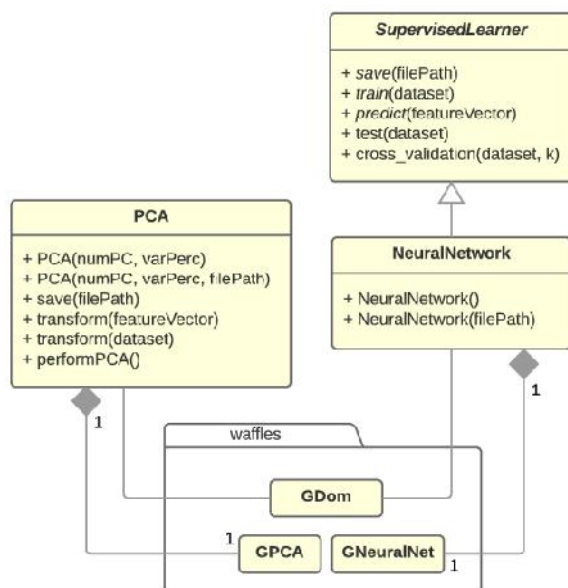 SupervisedLearner
+ save(filePath)
+ train(dataset)
+ predict(featureVector)
+ test(dataset)
+ cross_validation(dataset, k)
PCA
+ PCA(numPC, varPerc)
+ PCA(numPC, varPerc, filePath)
+ save(filePath)
+ transform(featureVector)
+ transform(dataset)
+ performPCA()
NeuralNetwork
+ NeuralNetwork()
+ NeuralNetwork(filePath)
1
1
waffles
GDom
1
GPCA
GNeuralNet
1